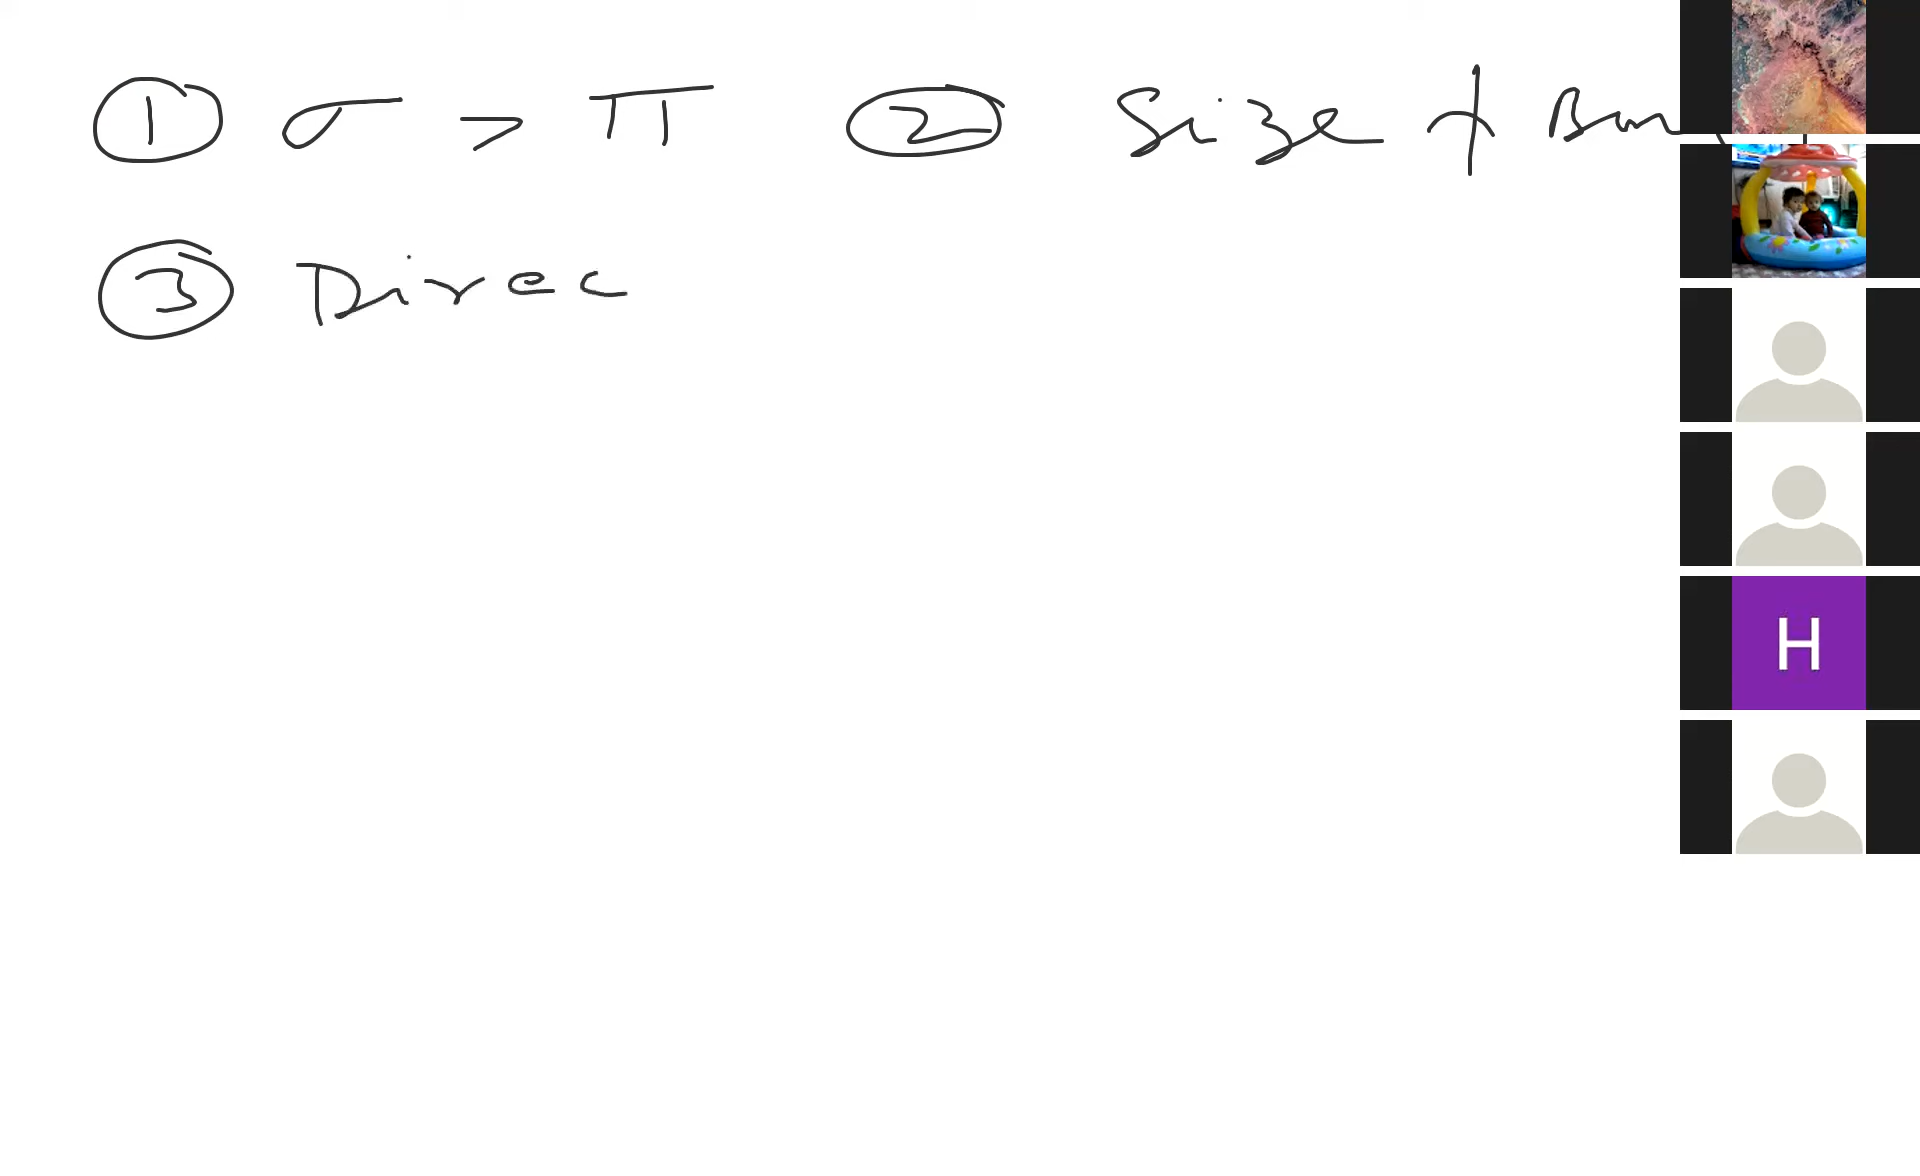 ① σ > π ② Size of
③ Direc
H